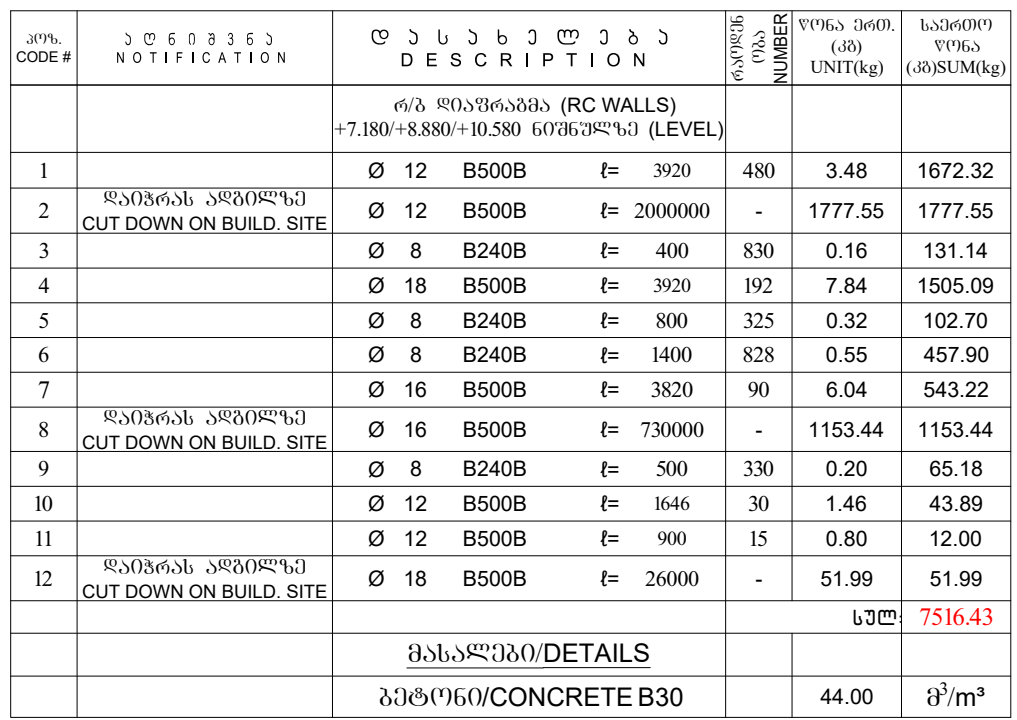 პოზ. ა ღ ნ ი შ ვ ნ ა დ ა ს ა ხ ე ლ ე ბ ა რაოდენ წონა ერთ. საერთო
CODE # N O T I F I C A T I O N D E S C R I P T I O N ობა (კგ) წონა
NUMBER UNIT(kg) (კგ)SUM(kg)
რ/ბ დიაფრაგმა (RC WALLS)
+7.180/+8.880/+10.580 ნიშნულზე (LEVEL)
1 Ø 12 B500B ℓ= 3920 480 3.48 1672.32
დაიჭრას ადგილზე
2 CUT DOWN ON BUILD. SITE Ø 12 B500B ℓ= 2000000 - 1777.55 1777.55
3 Ø 8 B240B ℓ= 400 830 0.16 131.14
4 Ø 18 B500B ℓ= 3920 192 7.84 1505.09
5 Ø 8 B240B ℓ= 800 325 0.32 102.70
6 Ø 8 B240B ℓ= 1400 828 0.55 457.90
7 Ø 16 B500B ℓ= 3820 90 6.04 543.22
დაიჭრას ადგილზე
8 CUT DOWN ON BUILD. SITE Ø 16 B500B ℓ= 730000 - 1153.44 1153.44
9 Ø 8 B240B ℓ= 500 330 0.20 65.18
10 Ø 12 B500B ℓ= 1646 30 1.46 43.89
11 Ø 12 B500B ℓ= 900 15 0.80 12.00
დაიჭრას ადგილზე
12 CUT DOWN ON BUILD. SITE Ø 18 B500B ℓ= 26000 - 51.99 51.99
სულ: 7516.43
მასალები/DETAILS
ბეტონი/CONCRETE B30 44.00 მ³/m³